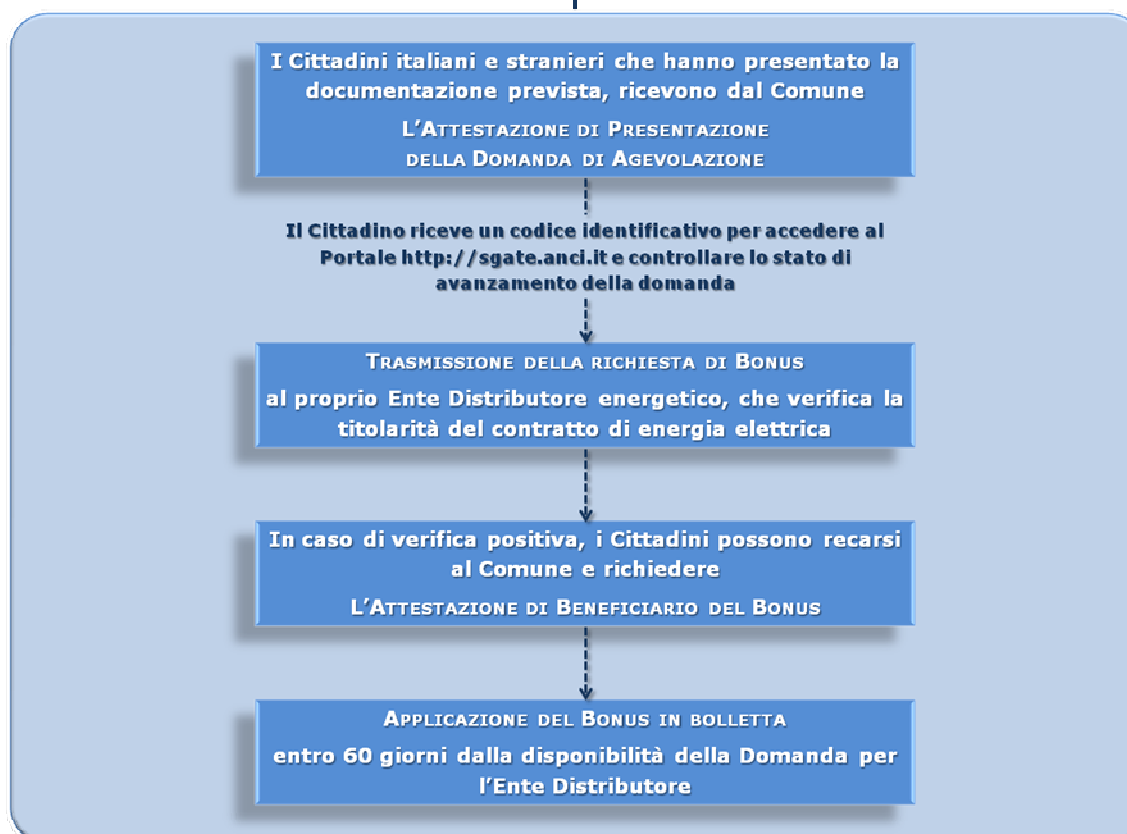 I Cittadini italiani e stranieri che hanno presentato la
documentazione prevista, ricevono dal Comune
L'Attestazione di Presentazione
della Domanda di Agevolazione
Il Cittadino riceve un codice identificativo per accedere al
Portale http://sgate.anci.it e controllare lo stato di
avanzamento della domanda
Trasmissione della richiesta di Bonus
al proprio Ente Distributore energetico, che verifica la
titolarità del contratto di energia elettrica
In caso di verifica positiva, i Cittadini possono recarsi
al Comune e richiedere
L'Attestazione di Beneficiario del Bonus
Applicazione del Bonus in bolletta
entro 60 giorni dalla disponibilità della Domanda per
l'Ente Distributore